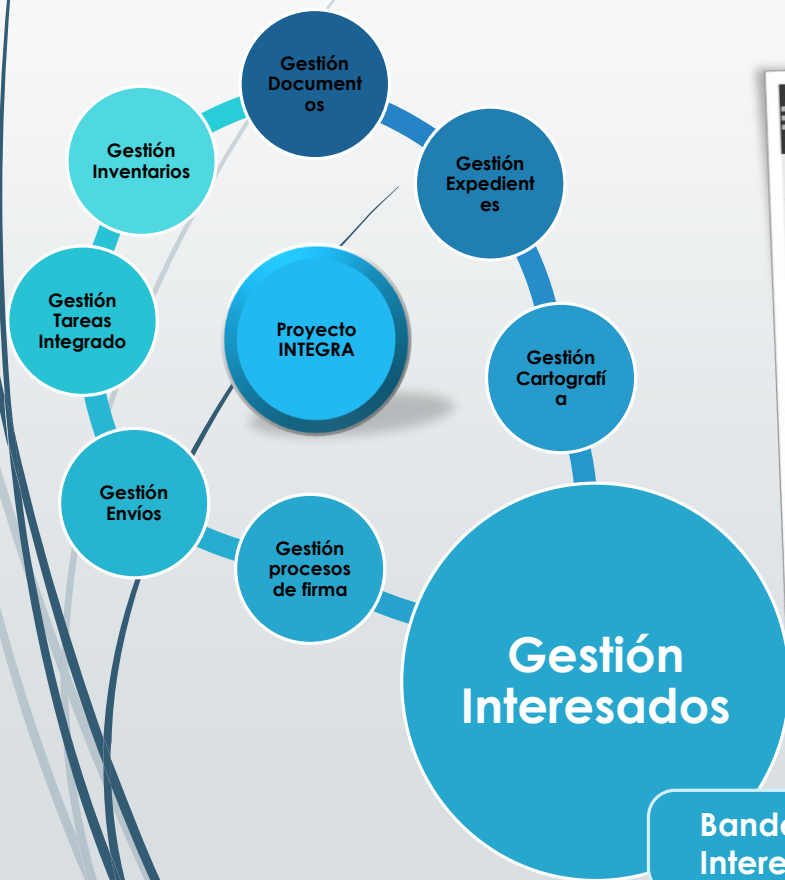 Gestión
Document
os
Gestión
Expedient
es
Gestión
Inventarios
Gestión
Tareas
Integrado
Proyecto
INTEGRA
Gestión
Cartografí
a
Gestión
Envíos
Gestión
procesos
de firma
Gestión
Interesados